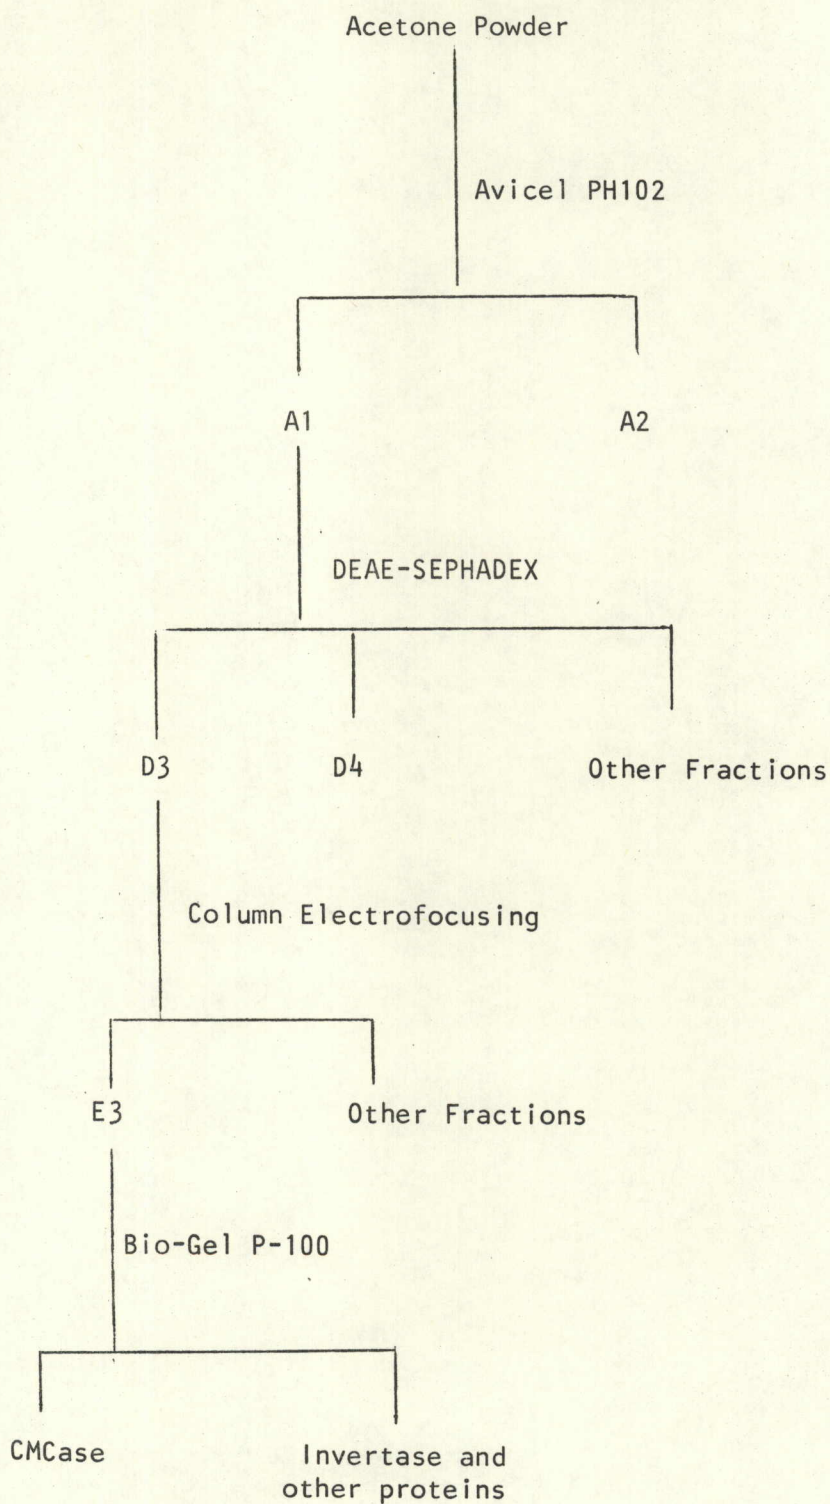 Acetone Powder
Avicel PH102
A1
A2
DEAE-SEPHADEX
D3
D4
Other Fractions
Column Electrofocusing
E3
Other Fractions
Bio-Gel P-100
CMCase
Invertase and
other proteins